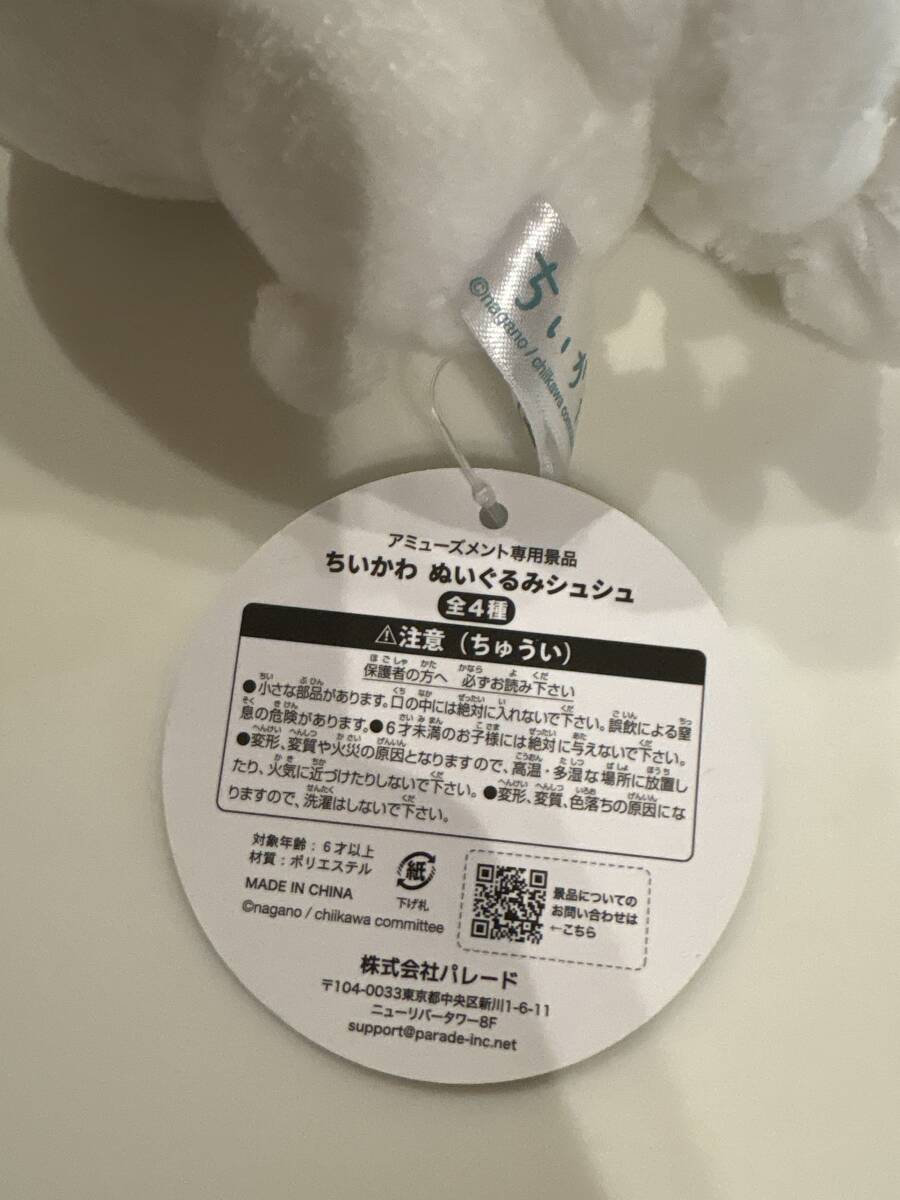 ちいか
©nagano / chiikawa
アミューズメント専用景品
ちいかわ ぬいぐるみシュシュ
全4種
⚠注意(ちゅうい)
保護者の方へ 必ずお読み下さい
●小さな部品があります。口の中には絶対に入れないで下さい。誤飲による窒
息の危険があります。●6才未満のお子様には絶対に与えないで下さい。
●変形、変質や火災の原因となりますので、高温・多湿な場所に放置し
たり、火気に近づけたりしないで下さい。●変形、変質、色落ちの原因にな
りますので、洗濯はしないで下さい。
対象年齢:6才以上
材質:ポリエステル
MADE IN CHINA
©nagano / chiikawa committee
紙
下げ札
景品についての
お問い合わせは
←こちら
株式会社パレード
〒104-0033東京都中央区新川1-6-11
ニューリバータワー8F
support@parade-inc.net